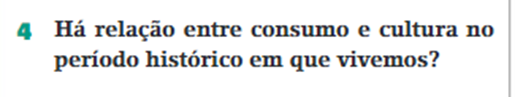 4 Há relação entre consumo e cultura no
período histórico em que vivemos?